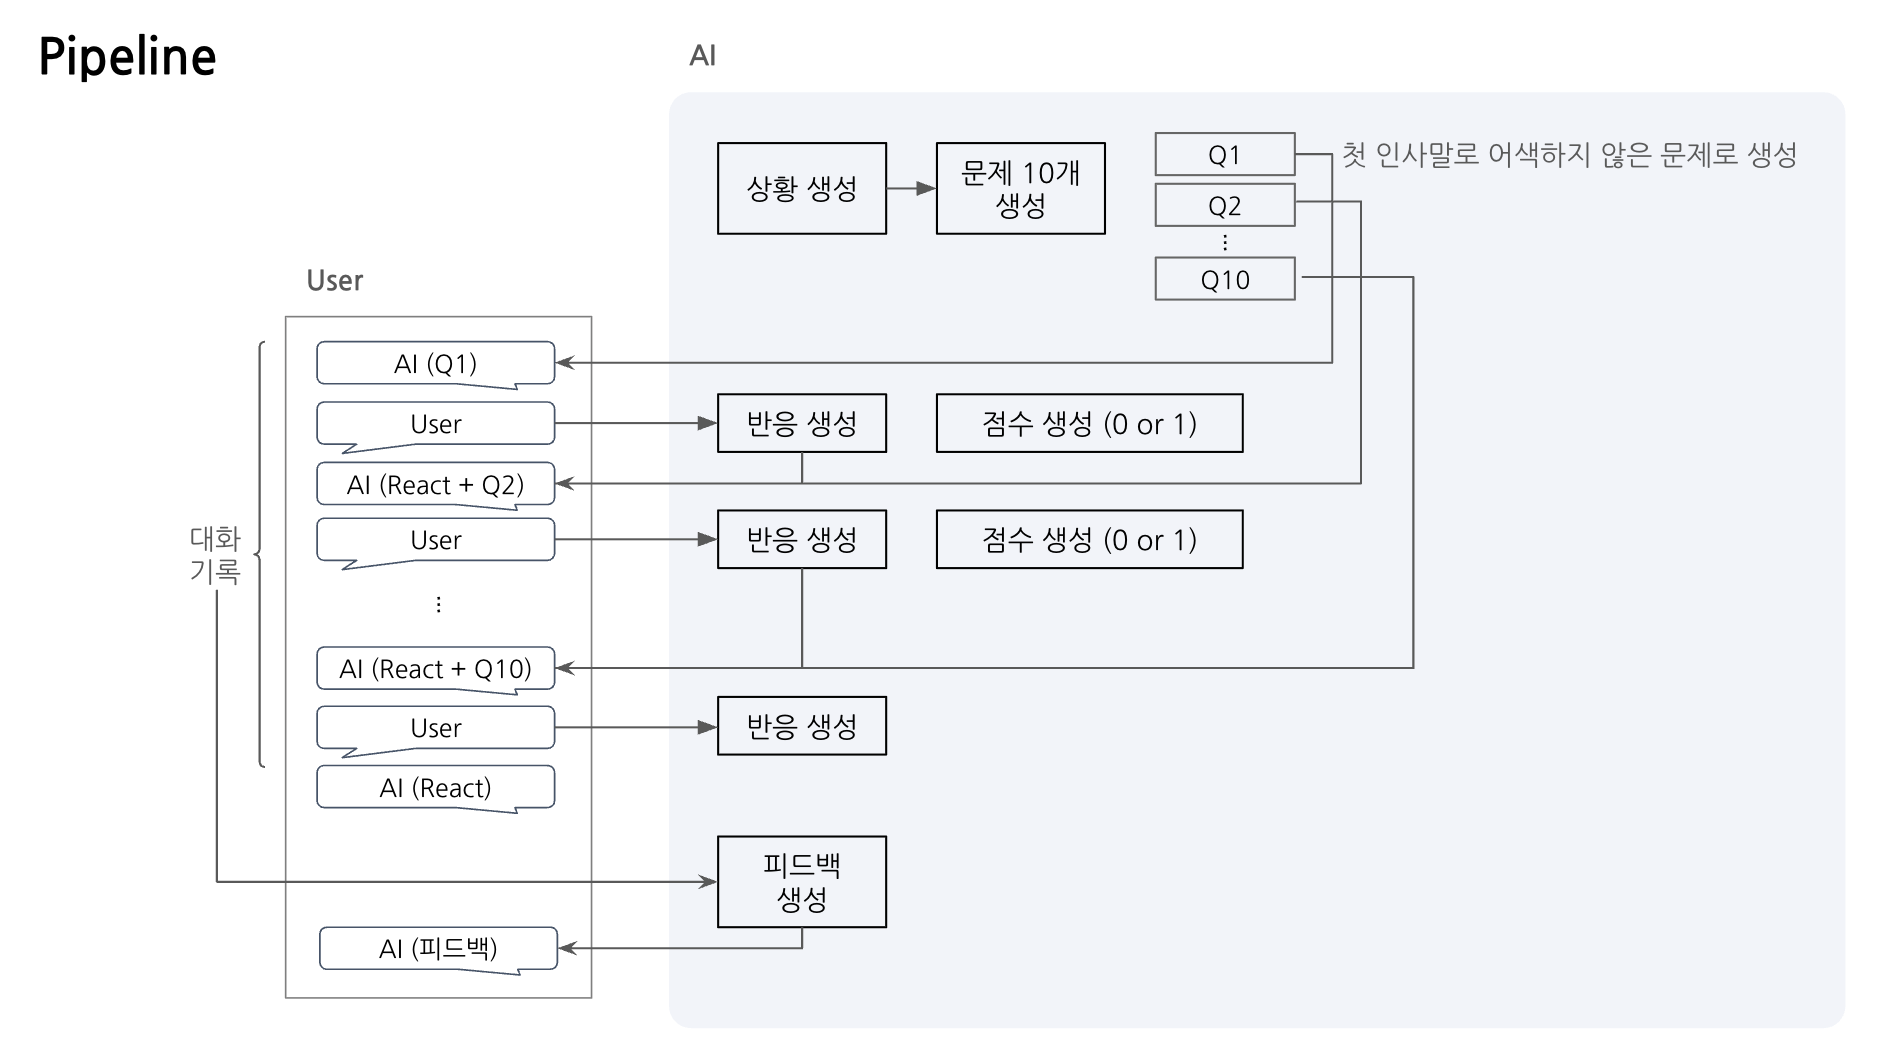 Pipeline
AI
상황 생성
문제 10개
생성
Q1
첫 인사말로 어색하지 않은 문제로 생성
Q2
⋮
Q10
User
AI (Q1)
User
반응 생성
점수 생성 (0 or 1)
AI (React + Q2)
대화
기록
User
반응 생성
점수 생성 (0 or 1)
⋮
AI (React + Q10)
User
반응 생성
AI (React)
피드백
생성
AI (피드백)